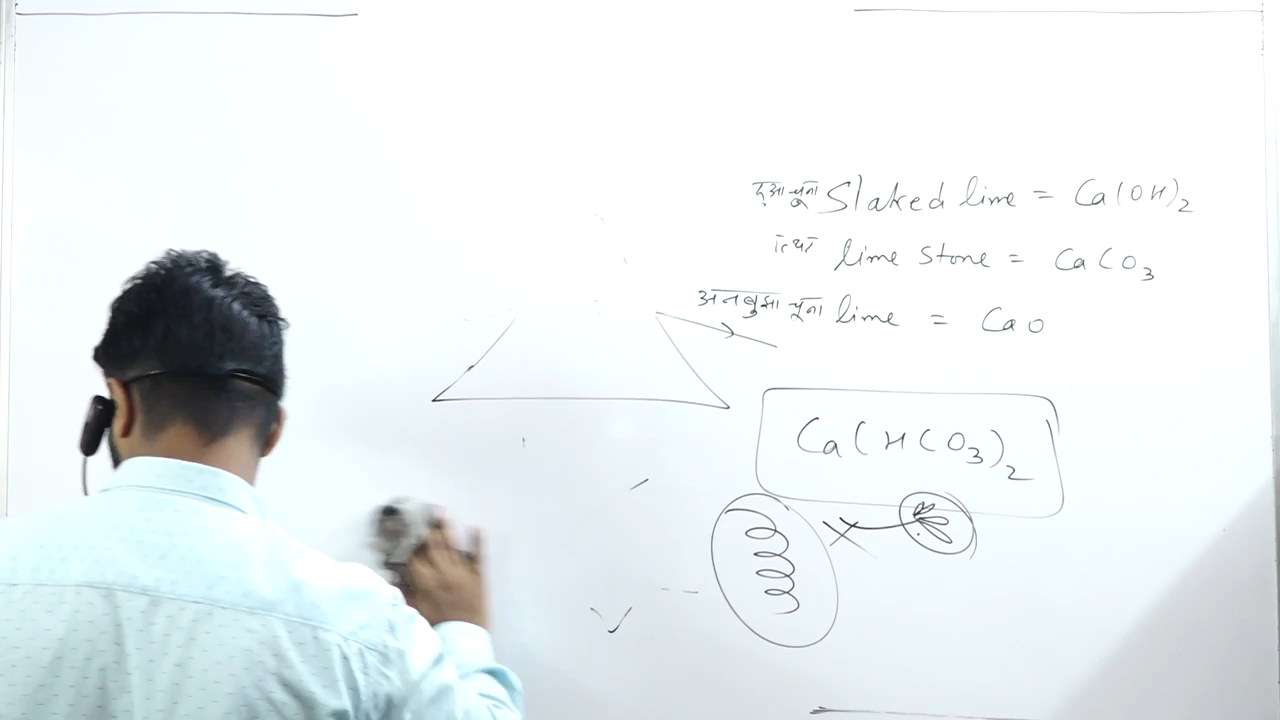 चूना Slaked lime = Ca(OH)2
lime stone = CaCO3
अनबुझा चूना lime = CaO
Ca(HCO3)2